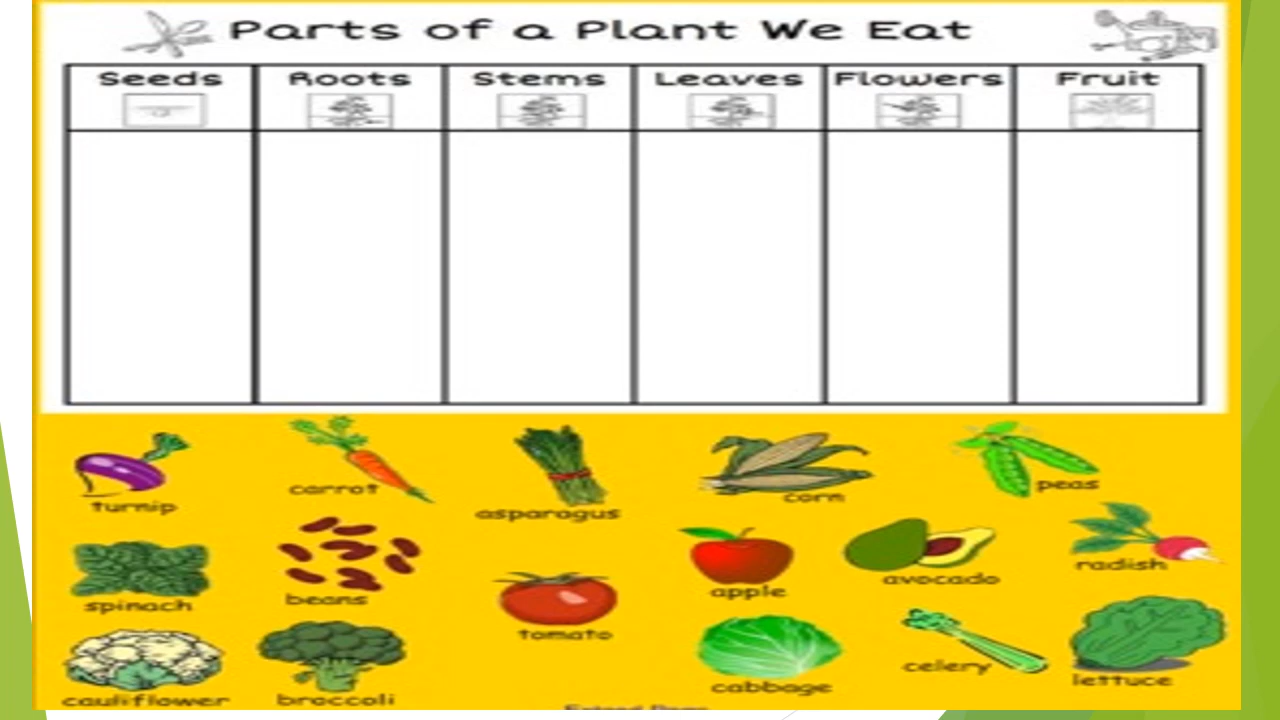 Parts of a Plant We Eat
Seeds Roots Stems Leaves Flowers Fruit
turnip
carrot
asparagus
corn
peas
spinach
beans
tomato
apple
avocado
radish
cauliflower
broccoli
cabbage
celery
lettuce